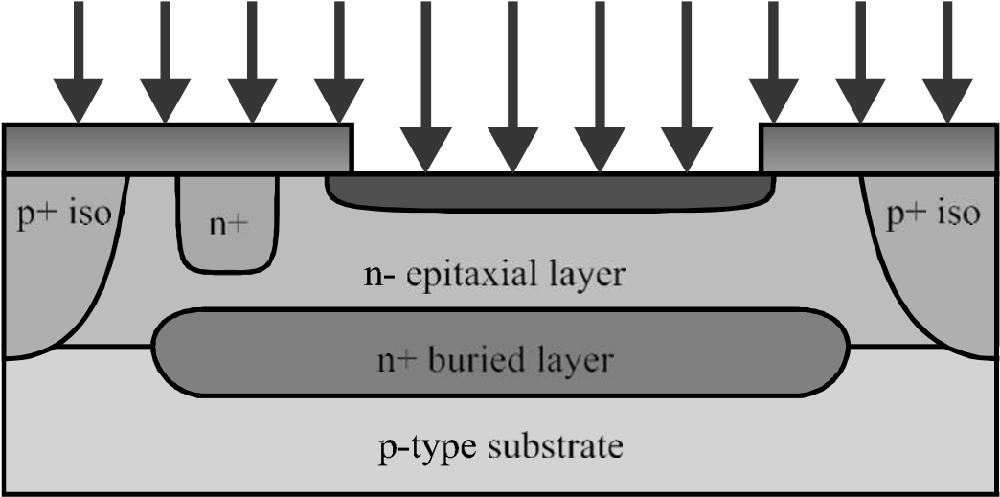 p+ iso
n+
p+ iso
n- epitaxial layer
n+ buried layer
p-type substrate